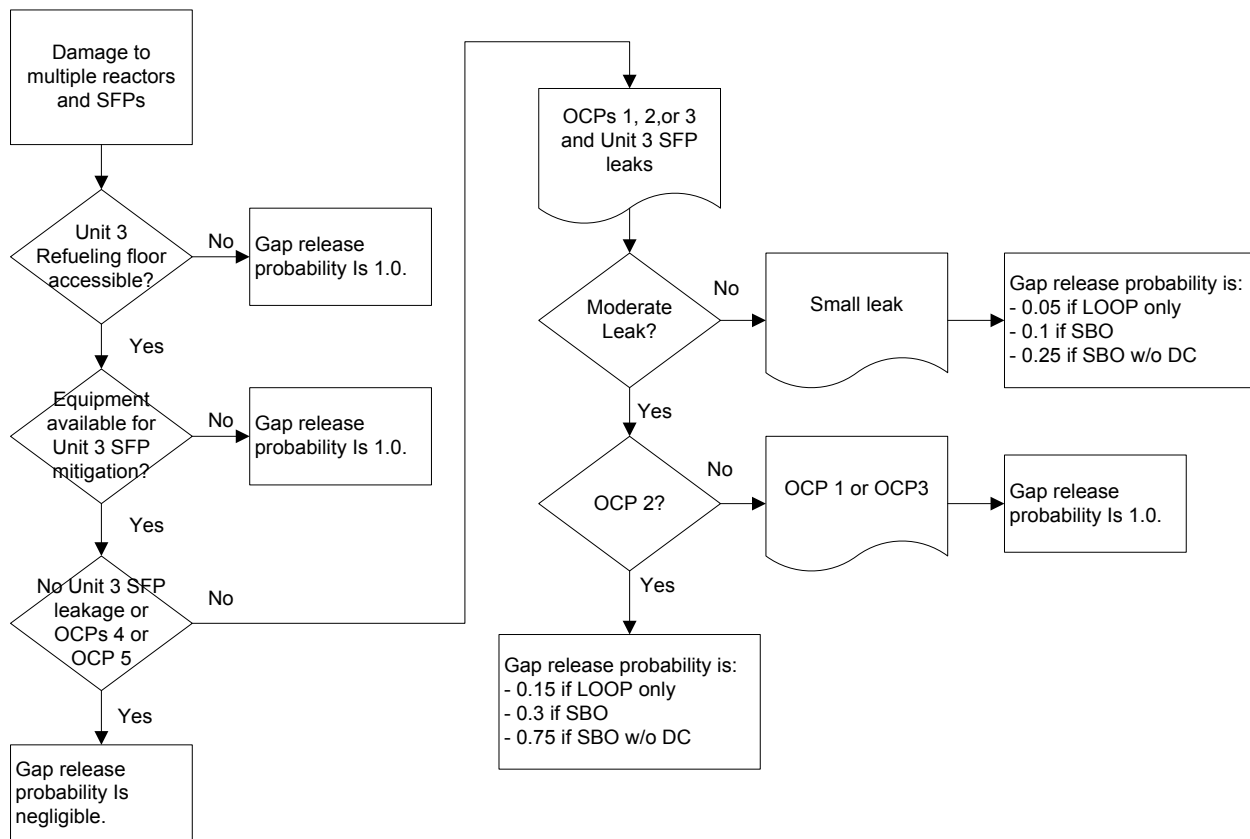 Damage to
multiple reactors
and SFPs
Unit 3
Refueling floor
accessible?
No
Gap release
probability Is 1.0.
Yes
Equipment
available for
Unit 3 SFP
mitigation?
No
Gap release
probability Is 1.0.
Yes
No Unit 3 SFP
leakage or
OCPs 4 or
OCP 5
No
Yes
Gap release
probability Is
negligible.
OCPs 1, 2,or 3
and Unit 3 SFP
leaks
Moderate
Leak?
No
Small leak
Gap release probability is:
- 0.05 if LOOP only
- 0.1 if SBO
- 0.25 if SBO w/o DC
Yes
OCP 2?
No
OCP 1 or OCP3
Gap release
probability Is 1.0.
Yes
Gap release probability is:
- 0.15 if LOOP only
- 0.3 if SBO
- 0.75 if SBO w/o DC